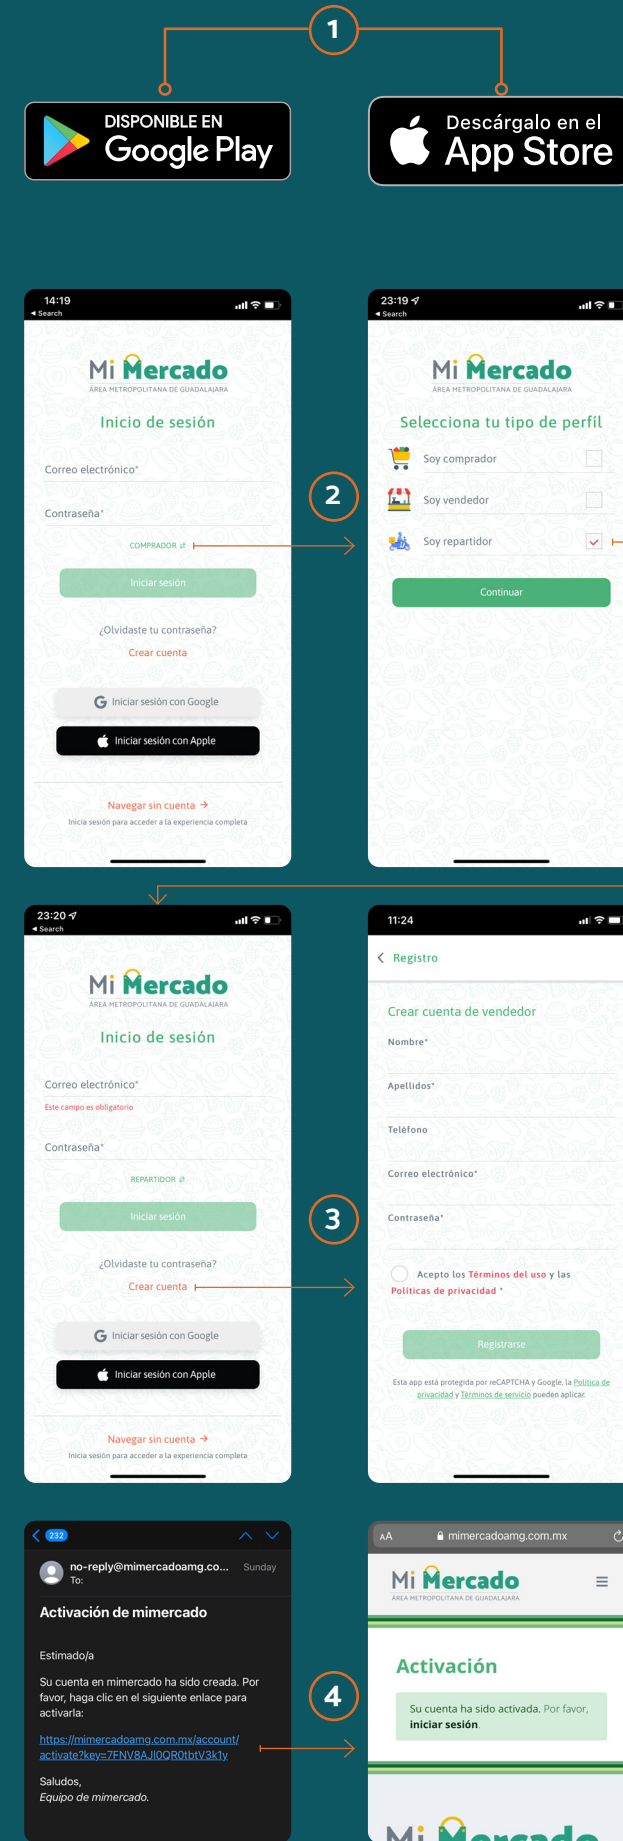 1
DISPONIBLE EN
Google Play
Descárgalo en el
App Store
14:19
◄ Search
Mi Mercado
ÁREA METROPOLITANA DE GUADALAJARA
Inicio de sesión
Correo electrónico*
Contraseña*
COMPRADOR ⇄
Iniciar sesión
¿Olvidaste tu contraseña?
Crear cuenta
G Iniciar sesión con Google
Iniciar sesión con Apple
Navegar sin cuenta →
Inicia sesión para acceder a la experiencia completa
2
23:19
◄ Search
Mi Mercado
ÁREA METROPOLITANA DE GUADALAJARA
Selecciona tu tipo de perfíl
Soy comprador
Soy vendedor
Soy repartidor
Continuar
23:20
◄ Search
Mi Mercado
ÁREA METROPOLITANA DE GUADALAJARA
Inicio de sesión
Correo electrónico*
Este campo es obligatorio
Contraseña*
REPARTIDOR ⇄
Iniciar sesión
¿Olvidaste tu contraseña?
Crear cuenta
G Iniciar sesión con Google
Iniciar sesión con Apple
Navegar sin cuenta →
Inicia sesión para acceder a la experiencia completa
3
11:24
Registro
Crear cuenta de vendedor
Nombre*
Apellidos*
Teléfono
Correo electrónico*
Contraseña*
Acepto los Términos del uso y las
Políticas de privacidad *
Registrarse
Esta app está protegida por reCAPTCHA y Google, la Política de
privacidad y Términos de servicio pueden aplicar.
232
no-reply@mimercadoamg.co... Sunday
To:
Activación de mimercado
Estimado/a
Su cuenta en mimercado ha sido creada. Por
favor, haga clic en el siguiente enlace para
activarla:
https://mimercadoamg.com.mx/account/
activate?key=7FNV8AJI0QR0tbtV3k1y
Saludos,
Equipo de mimercado.
4
AA mimercadoamg.com.mx
Mi Mercado
ÁREA METROPOLITANA DE GUADALAJARA
Activación
Su cuenta ha sido activada. Por favor,
iniciar sesión.
Mi Mercado